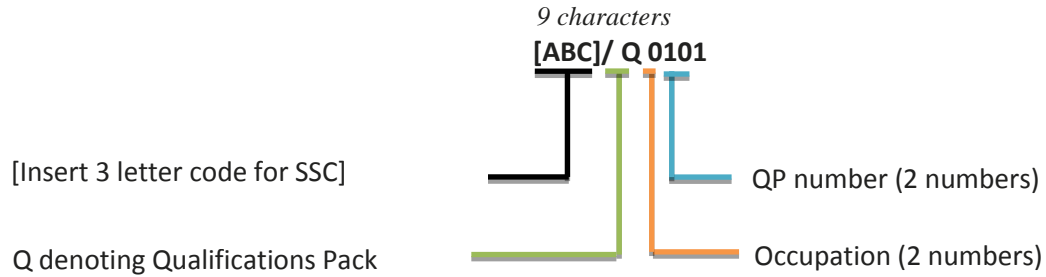 9 characters
[ABC]/ Q 0101
[Insert 3 letter code for SSC]
QP number (2 numbers)
Q denoting Qualifications Pack
Occupation (2 numbers)